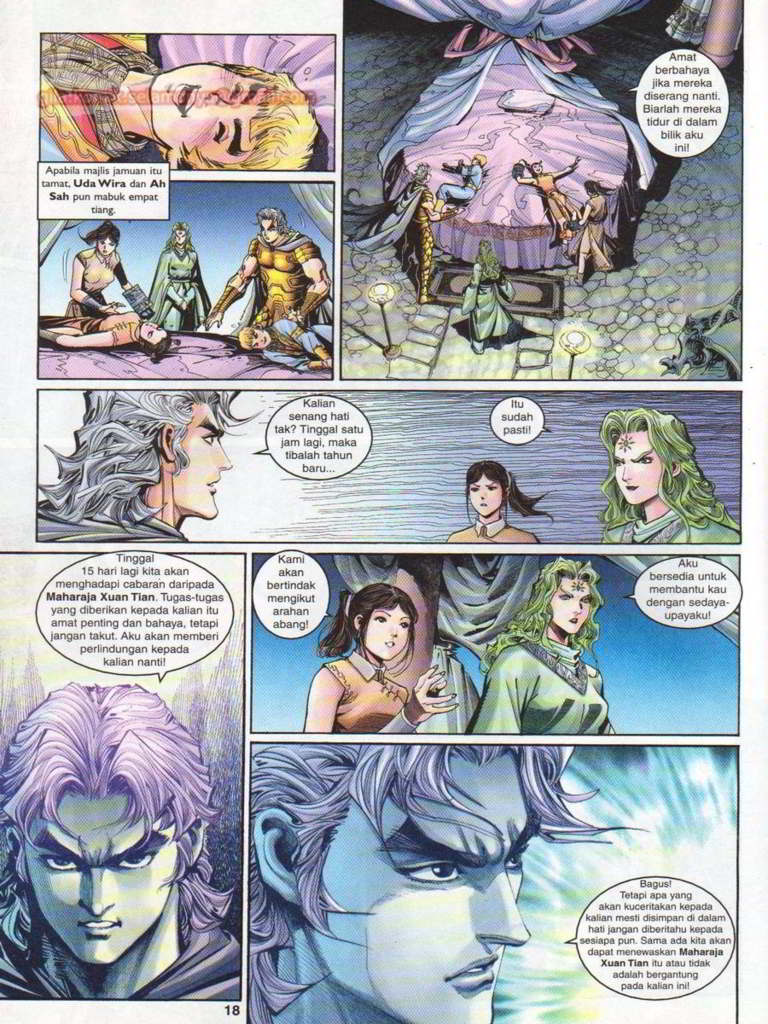 Apabila majlis jamuan itu
tamat, Uda Wira dan Ah
Sah pun mabuk empat
tiang.
Amat
berbahaya
jika mereka
diserang nanti.
Biarlah mereka
tidur di dalam
bilik aku
ini!
Kalian
senang hati
tak? Tinggal satu
jam lagi, maka
tibalah tahun
baru...
Itu
sudah
pasti!
Tinggal
15 hari lagi kita akan
menghadapi cabaran daripada
Maharaja Xuan Tian. Tugas-tugas
yang diberikan kepada kalian itu
amat penting dan bahaya, tetapi
jangan takut. Aku akan memberi
perlindungan kepada
kalian nanti!
Kami
akan
bertindak
mengikut
arahan
abang!
Aku
bersedia untuk
membantu kau
dengan sedaya-
upayaku!
Bagus!
Tetapi apa yang
akan kuceritakan kepada
kalian mesti disimpan di dalam
hati jangan diberitahu kepada
sesiapa pun. Sama ada kita akan
dapat menewaskan Maharaja
Xuan Tian itu atau tidak
adalah bergantung
pada kalian ini!
18